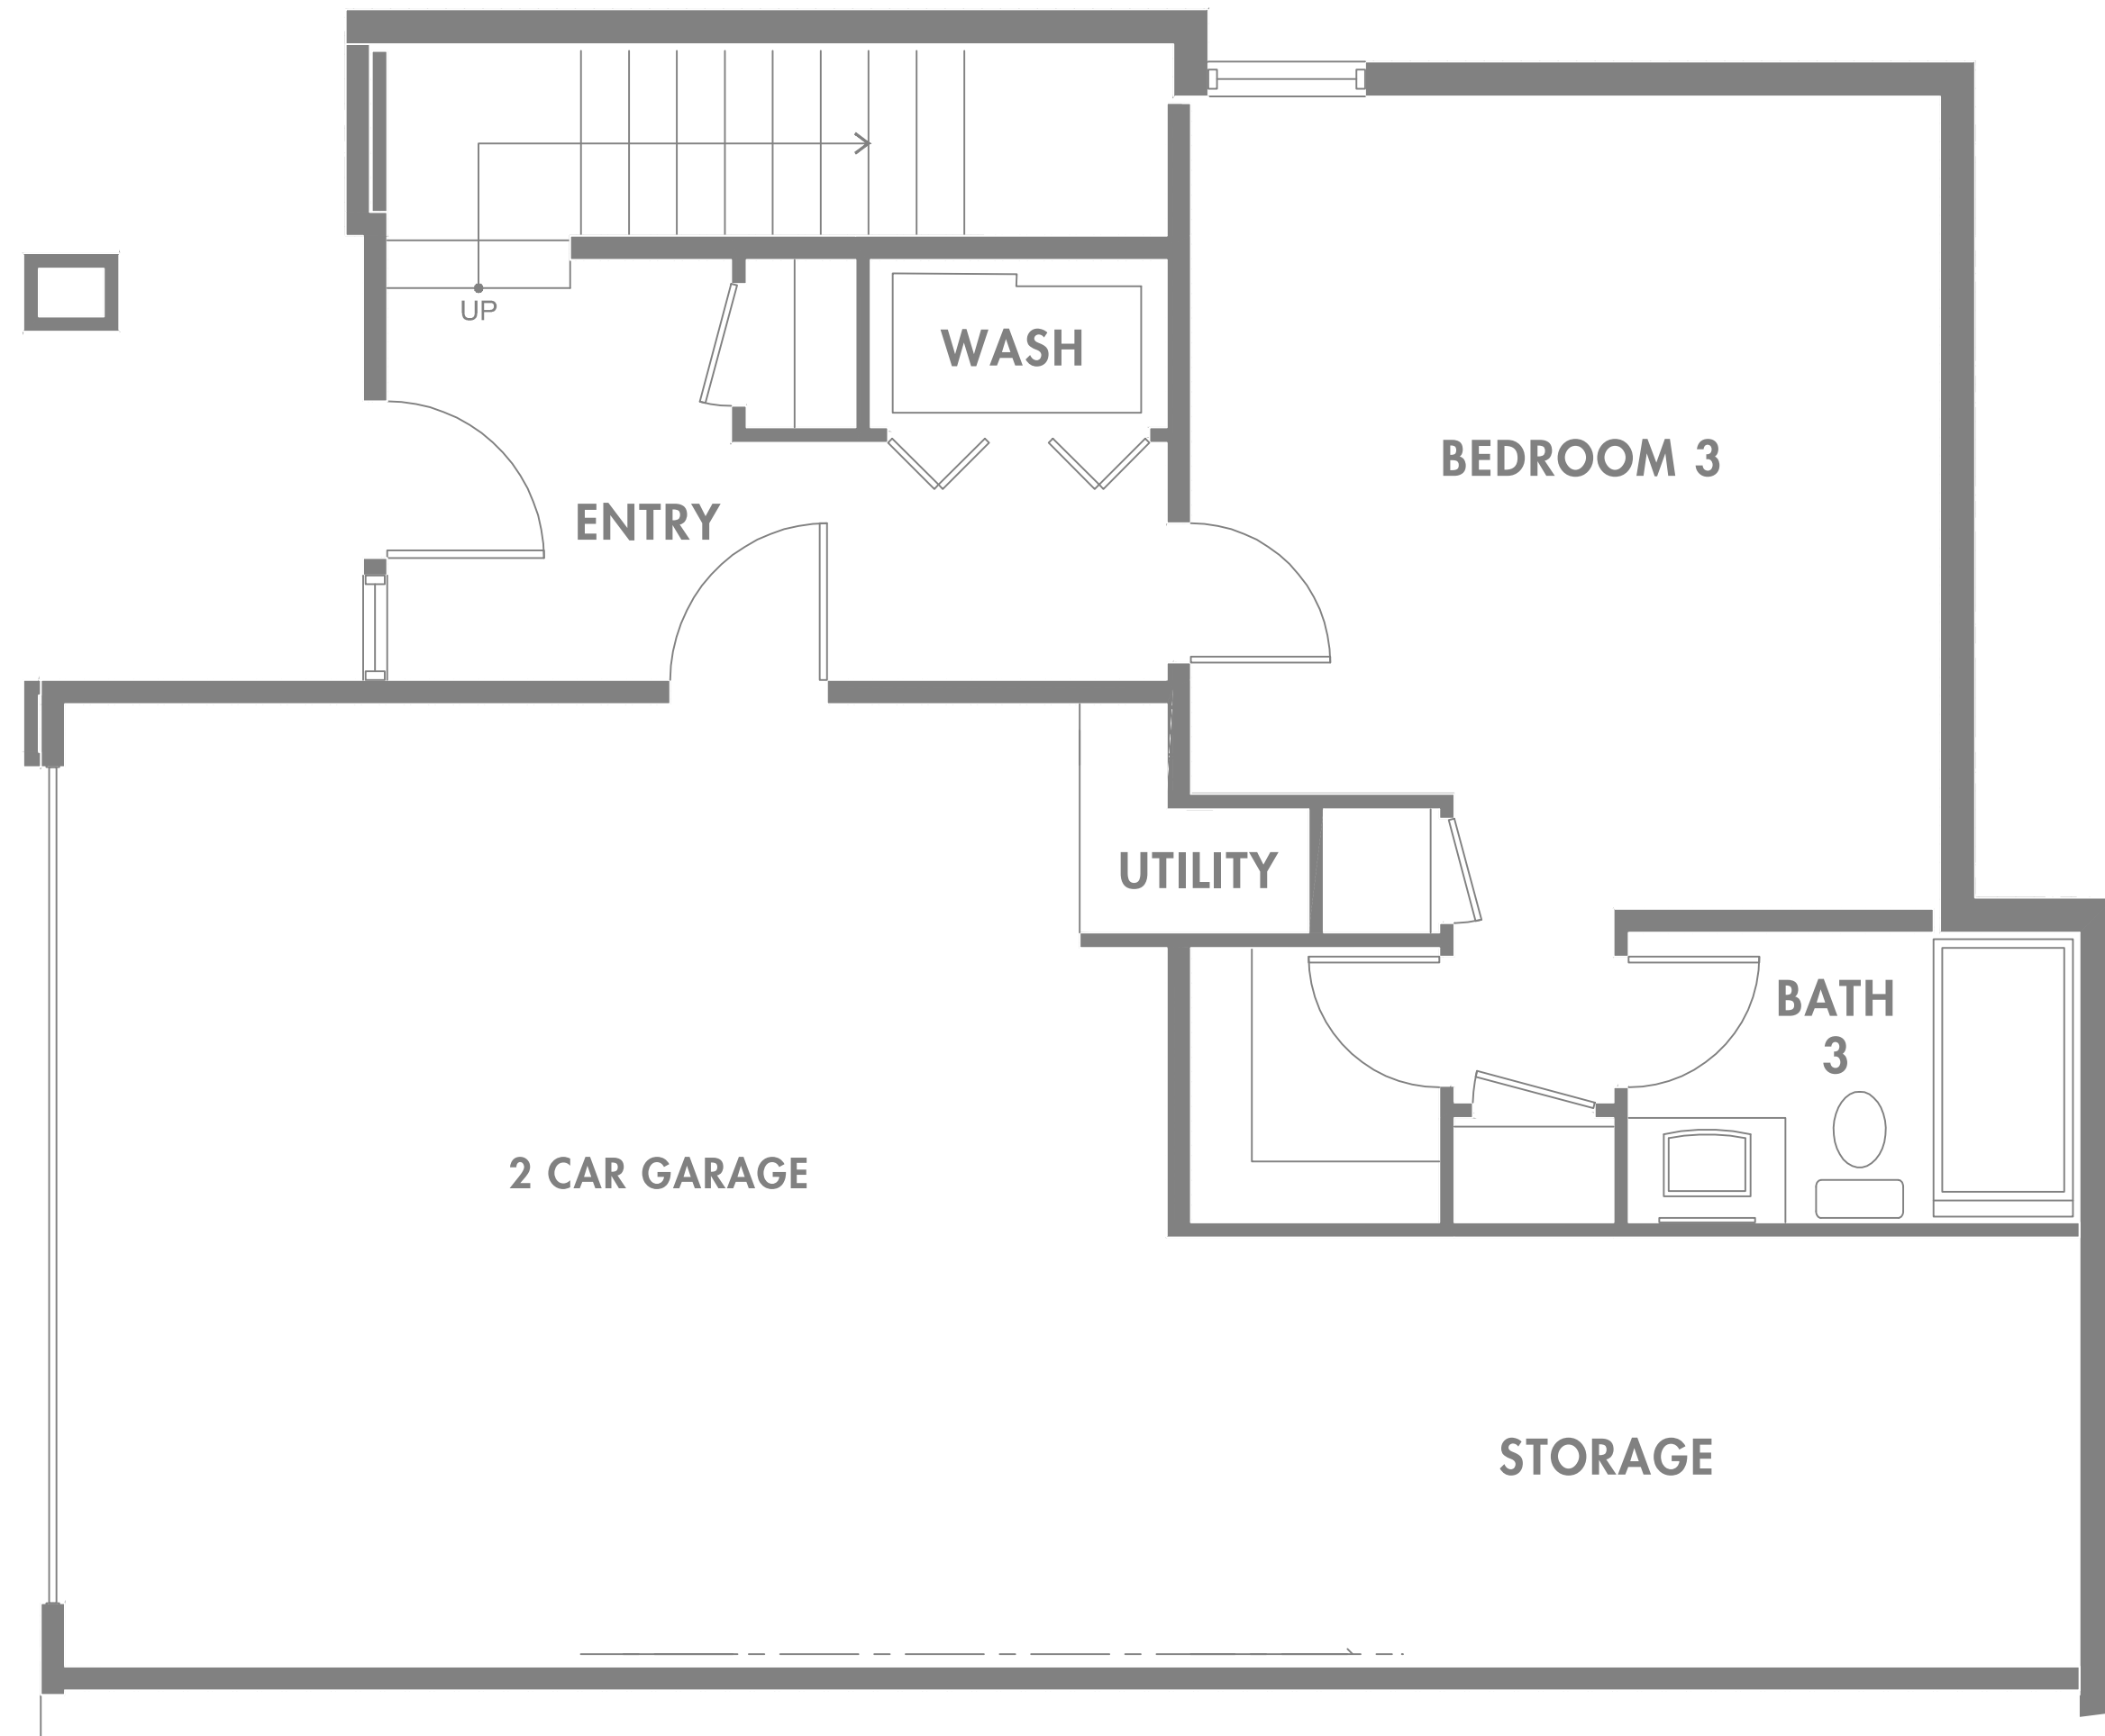 UP
WASH
BEDROOM 3
ENTRY
UTILITY
BATH
3
2 CAR GARAGE
STORAGE